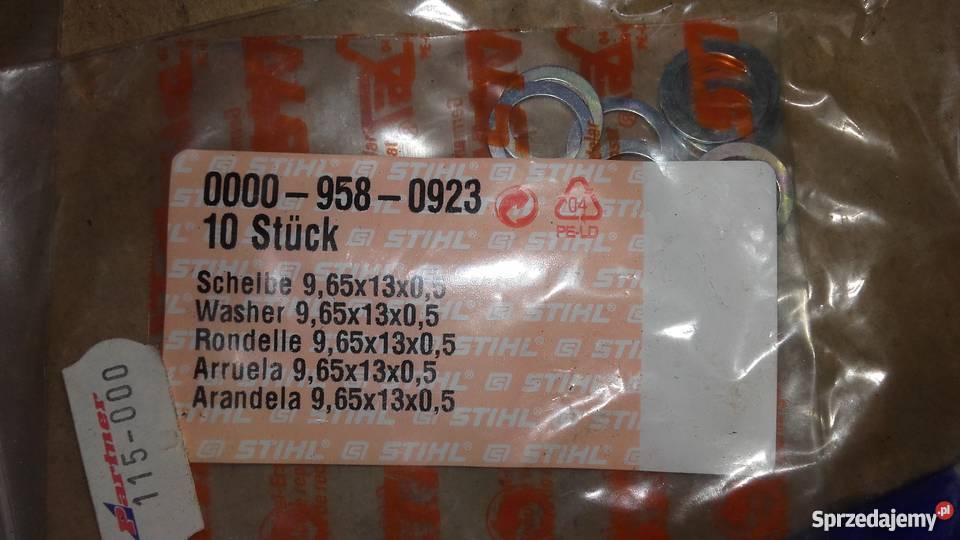 0000-958-0923
10 Stück
04
PE-LD
Scheibe 9,65x13x0,5
Washer 9,65x13x0,5
Rondelle 9,65x13x0,5
Arruela 9,65x13x0,5
Arandela 9,65x13x0,5
STIHL®
Partner
115-000
Sprzedajemy.pl